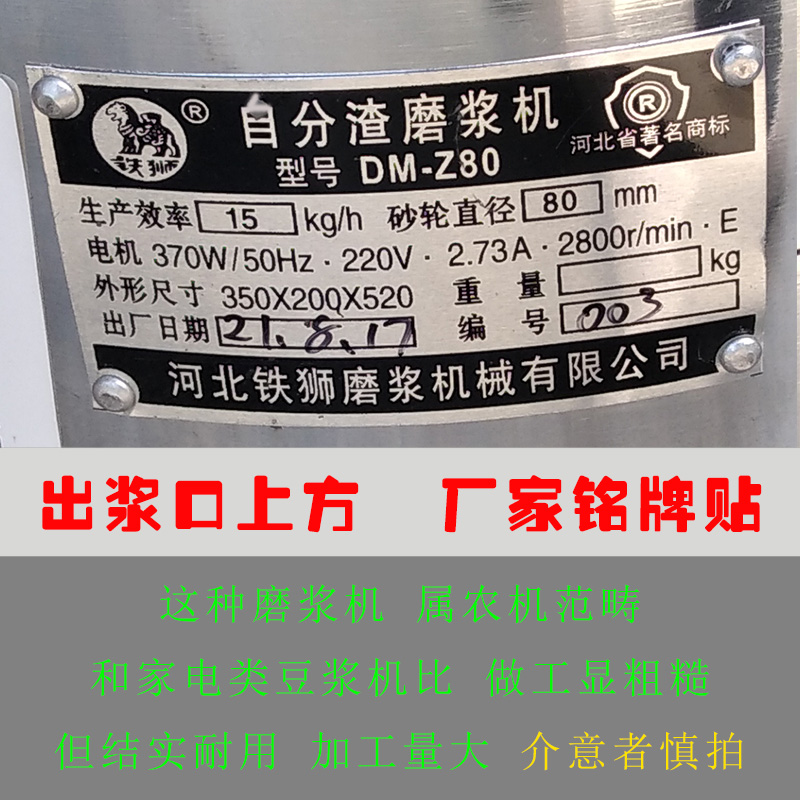 铁狮
®
自分渣磨浆机
R
河北省著名商标
型号 DM-Z80
生产效率 15 kg/h 砂轮直径 80 mm
电机 370W/50Hz · 220V · 2.73A · 2800r/min · E
外形尺寸 350X200X520 重量 kg
出厂日期 21.8.17 编号 003
河北铁狮磨浆机械有限公司
出浆口上方 厂家铭牌贴
这种磨浆机 属农机范畴
和家电类豆浆机比 做工显粗糙
但结实耐用 加工量大 介意者慎拍